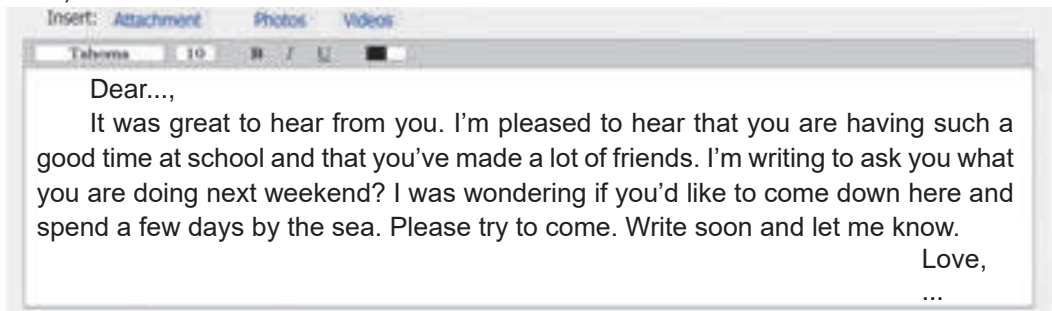 Insert: Attachment Photos Videos
Tahoma 10 B I U
Dear...,
It was great to hear from you. I'm pleased to hear that you are having such a
good time at school and that you've made a lot of friends. I'm writing to ask you what
you are doing next weekend? I was wondering if you'd like to come down here and
spend a few days by the sea. Please try to come. Write soon and let me know.
Love,
...